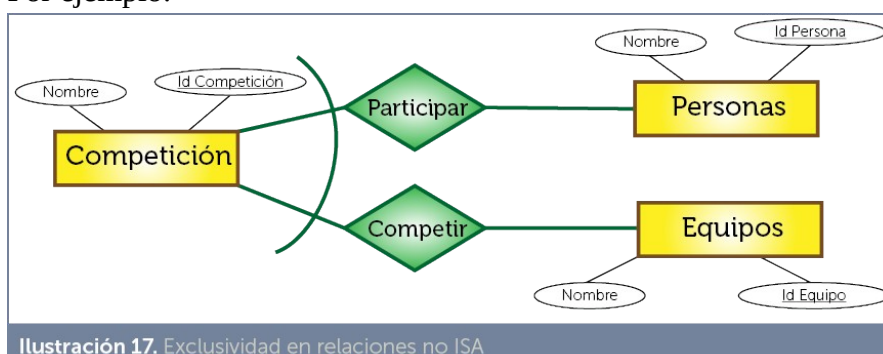 Por ejemplo:
Nombre
Id Competición
Competición
Participar
Nombre
Id Persona
Personas
Competir
Equipos
Nombre
Id Equipo
Ilustración 17. Exclusividad en relaciones no ISA